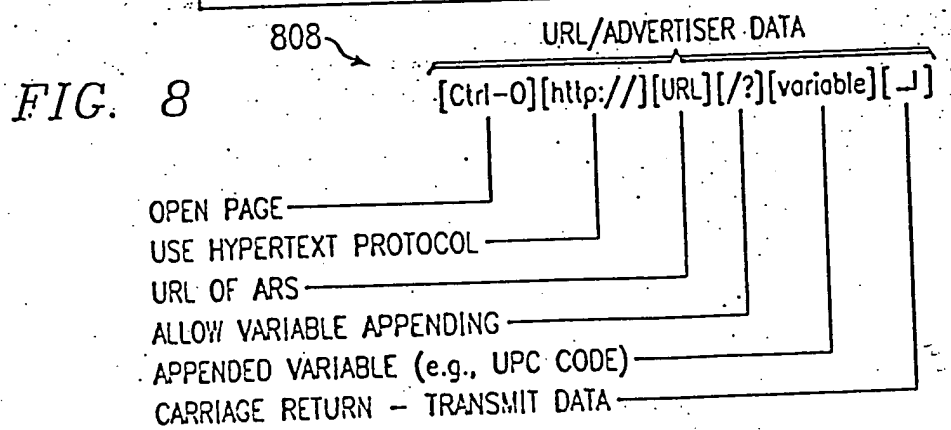 808
URL/ADVERTISER DATA
FIG. 8
[Ctrl-O][http://][URL][/?][variable][↵]
OPEN PAGE
USE HYPERTEXT PROTOCOL
URL OF ARS
ALLOW VARIABLE APPENDING
APPENDED VARIABLE (e.g., UPC CODE)
CARRIAGE RETURN - TRANSMIT DATA